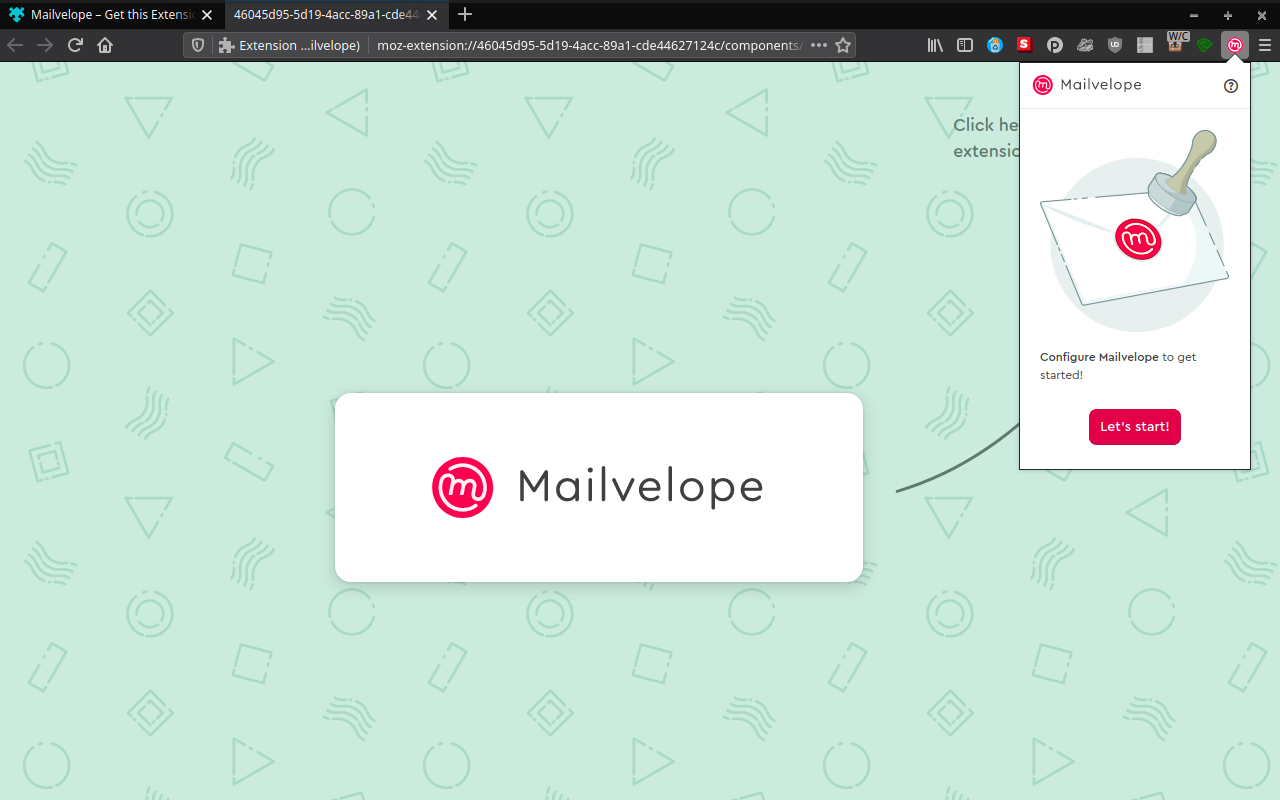 Mailvelope – Get this Extensi
46045d95-5d19-4acc-89a1-cde44
Extension ...ilvelope)
moz-extension://46045d95-5d19-4acc-89a1-cde44627124c/components/
W/C
Mailvelope
Click he
extensio
Configure Mailvelope to get
started!
Let's start!
Mailvelope